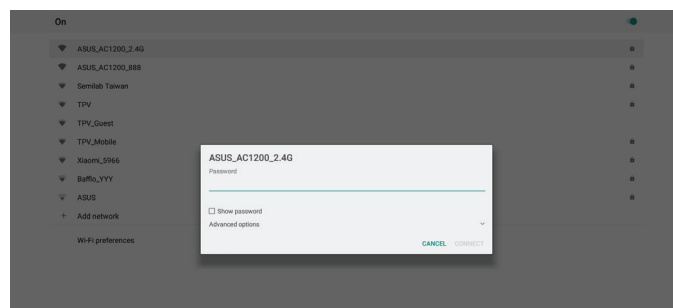 On
ASUS_AC1200_2.4G
ASUS_AC1200_888
Semilab Taiwan
TPV
TPV_Guest
TPV_Mobile
Xiaomi_5966
Bafflo_YYY
ASUS
+ Add network
Wi-Fi preferences
ASUS_AC1200_2.4G
Password
Show password
Advanced options
CANCEL CONNECT